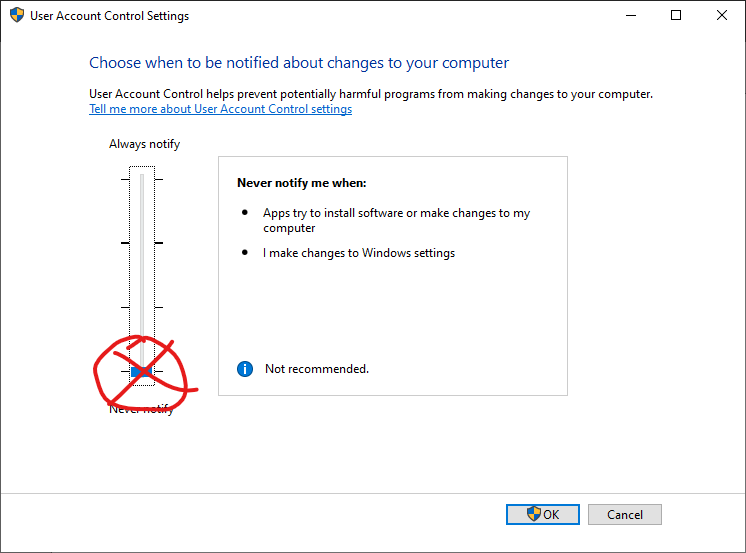 User Account Control Settings
Choose when to be notified about changes to your computer
User Account Control helps prevent potentially harmful programs from making changes to your computer.
Tell me more about User Account Control settings
Always notify
Never notify me when:
Apps try to install software or make changes to my
computer
I make changes to Windows settings
Not recommended.
Never notify
OK
Cancel